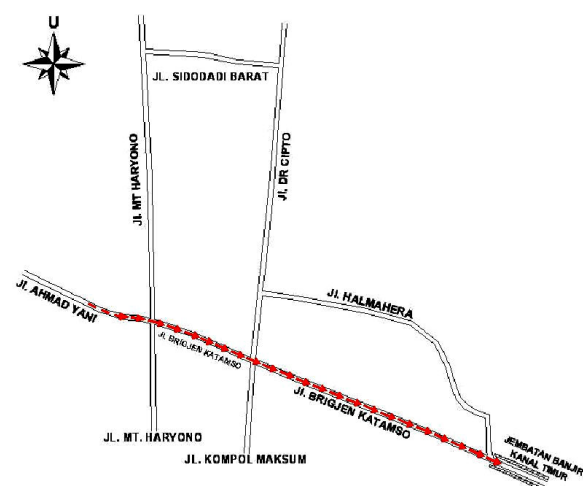 U
JL. SIDODADI BARAT
Jl. MT HARYONO
Jl. DR CIPTO
Jl. AHMAD YANI
Jl. HALMAHERA
Jl. BRIGJEN KATAMSO
Jl. BRIGJEN KATAMSO
JL. MT. HARYONO
JL. KOMPOL MAKSUM
JEMBATAN BANJIR
KANAL TIMUR